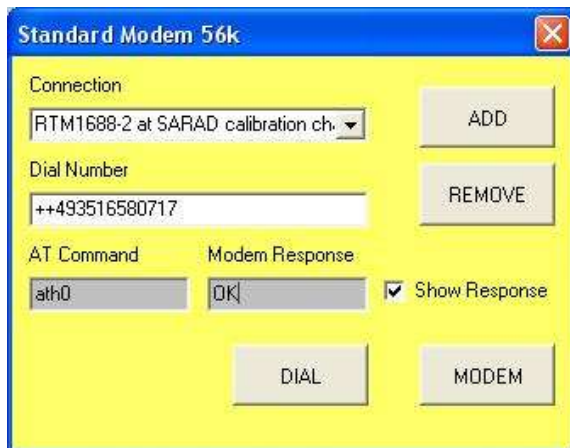 Standard Modem 56k
Connection
RTM1688-2 at SARAD calibration ch
ADD
Dial Number
++493516580717
REMOVE
AT Command
Modem Response
ath0
OK
Show Response
DIAL
MODEM